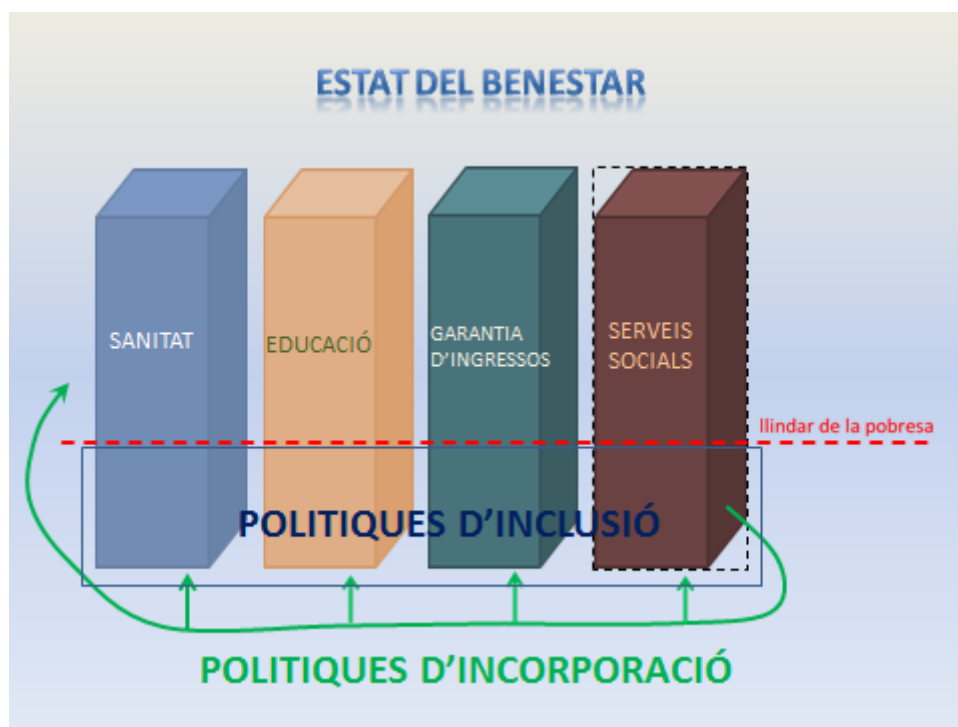 ESTAT DEL BENESTAR
SANITAT
EDUCACIÓ
GARANTIA
D'INGRESSOS
SERVEIS
SOCIALS
llindar de la pobresa
POLITIQUES D'INCLUSIÓ
POLITIQUES D'INCORPORACIÓ